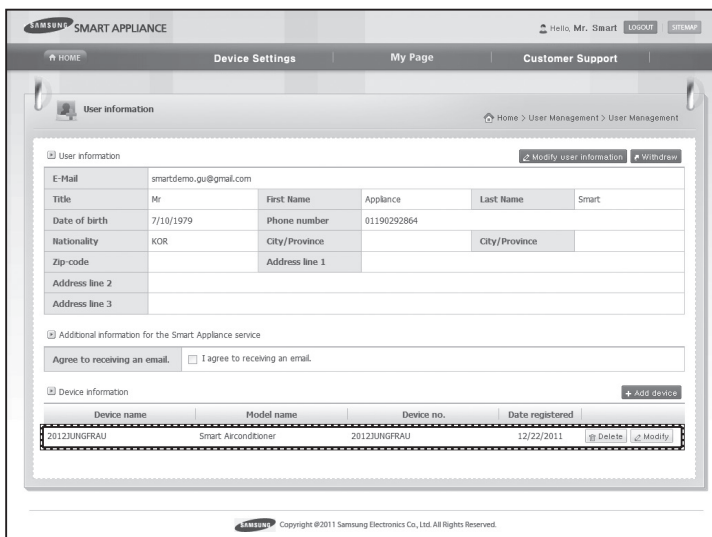 SAMSUNG SMART APPLIANCE
Hello, Mr. Smart LOGOUT SITEMAP
HOME Device Settings My Page Customer Support
User information
Home > User Management > User Management
User information Modify user information Withdraw
E-Mail smartdemo.gu@gmail.com
Title Mr First Name Appliance Last Name Smart
Date of birth 7/10/1979 Phone number 01190292864
Nationality KOR City/Province City/Province
Zip-code Address line 1
Address line 2
Address line 3
Additional information for the Smart Appliance service
Agree to receiving an email. I agree to receiving an email.
Device information + Add device
Device name Model name Device no. Date registered
2012JUNGFRAU Smart Airconditioner 2012JUNGFRAU 12/22/2011 Delete Modify
SAMSUNG Copyright @2011 Samsung Electronics Co., Ltd. All Rights Reserved.